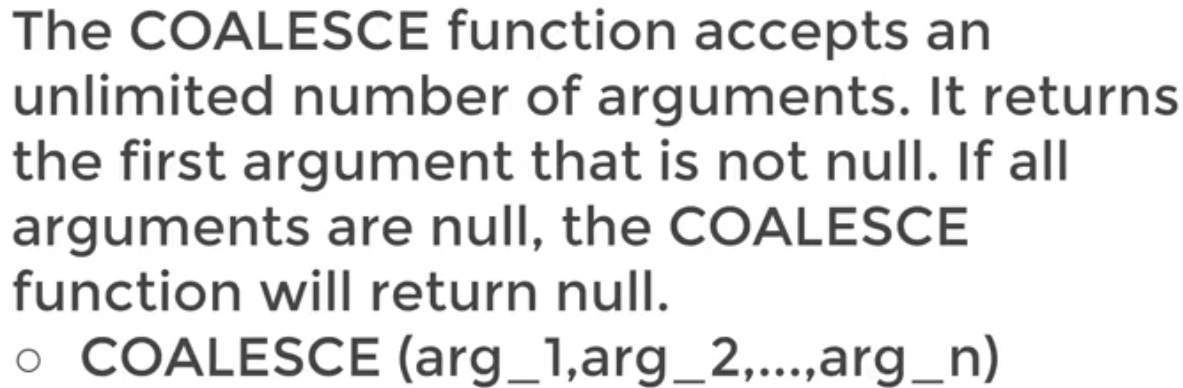 The COALESCE function accepts an
unlimited number of arguments. It returns
the first argument that is not null. If all
arguments are null, the COALESCE
function will return null.
○ COALESCE (arg_1,arg_2,...,arg_n)